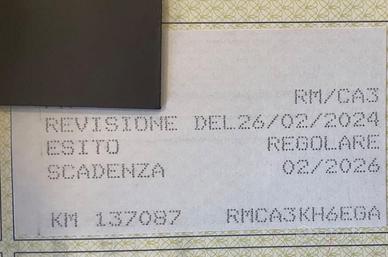 RM/CA3
REVISIONE DEL26/02/2024
ESITO REGOLARE
SCADENZA 02/2026
KM 137087 RMCA3KH6EGA